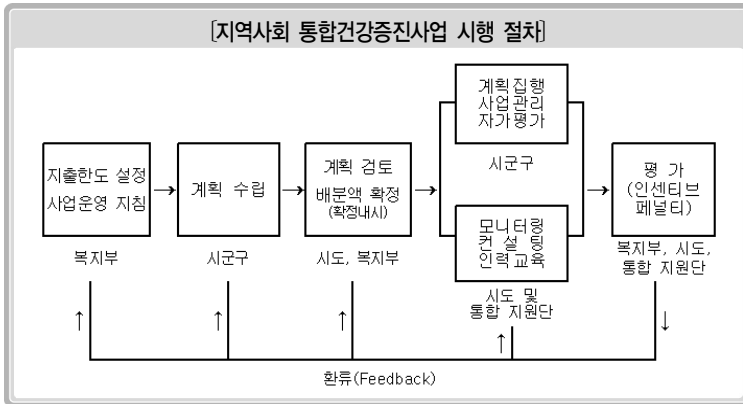 [지역사회 통합건강증진사업 시행 절차]
지출한도 설정
사업운영 지침
복지부
→
계획 수립
시군구
→
계획 검토
배분액 확정
(확정내시)
시도, 복지부
→
계획집행
사업관리
자가평가
시군구
모니터링
컨 설 팅
인력교육
시도 및
통합 지원단
→
평 가
(인센티브
페널티)
복지부, 시도,
통합 지원단
↑ ↑ ↑ ↑ ↓
환류(Feedback)